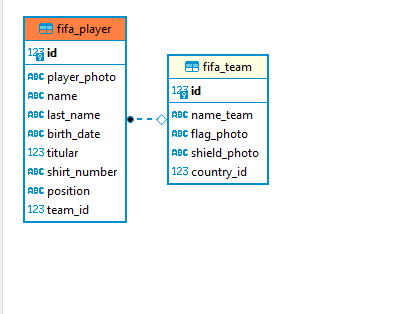 fifa_player
123 id
ABC player_photo
ABC name
ABC last_name
ABC birth_date
123 titular
ABC shirt_number
ABC position
123 team_id
fifa_team
123 id
ABC name_team
ABC flag_photo
ABC shield_photo
123 country_id